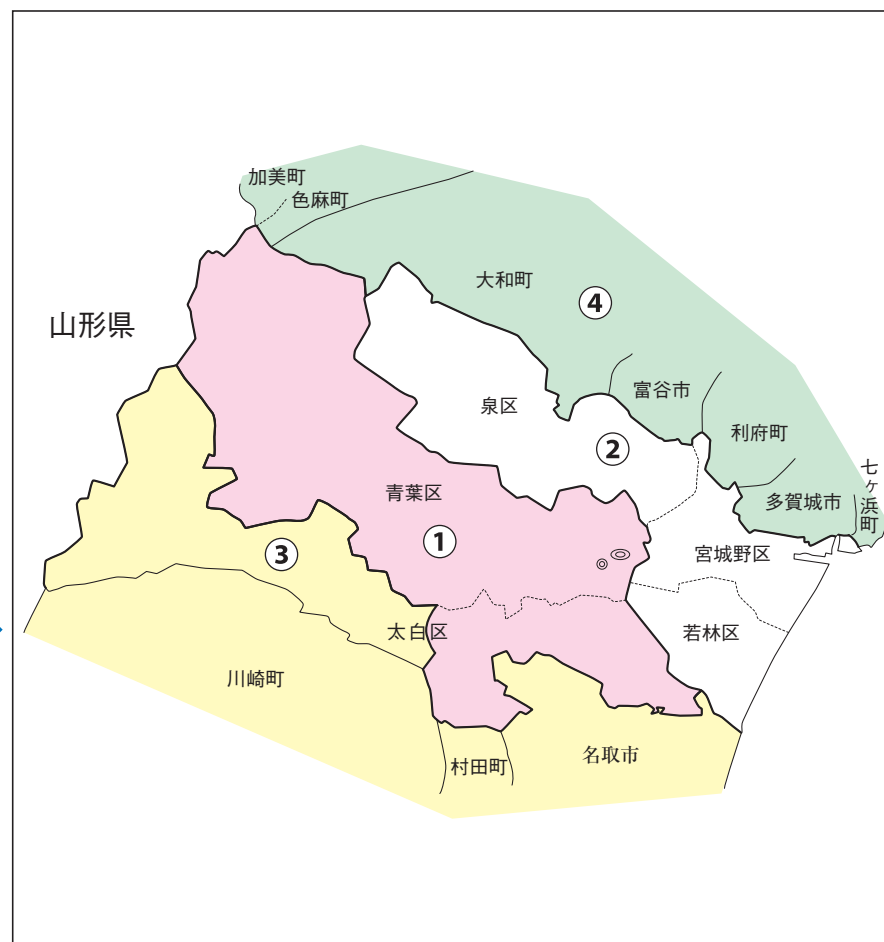 加美町
色麻町
大和町
④
山形県
富谷市
泉区
利府町
②
七ヶ浜町
青葉区
多賀城市
①
③
宮城野区
太白区
若林区
川崎町
名取市
村田町